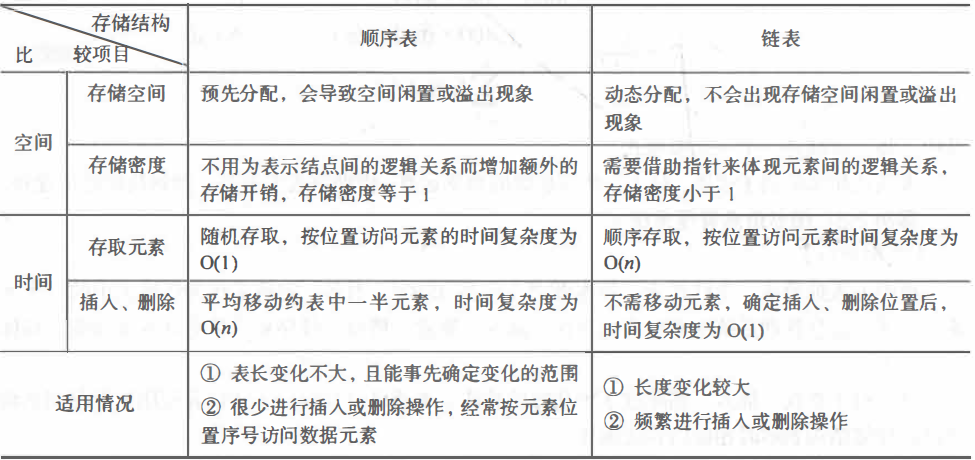 存储结构
比 较项目
顺序表
链表
空间
存储空间
预先分配，会导致空间闲置或溢出现象
动态分配，不会出现存储空间闲置或溢出
现象
存储密度
不用为表示结点间的逻辑关系而增加额外的
存储开销，存储密度等于1
需要借助指针来体现元素间的逻辑关系，
存储密度小于1
时间
存取元素
随机存取，按位置访问元素的时间复杂度为
O(1)
顺序存取，按位置访问元素时间复杂度为
O(n)
插入、删除
平均移动约表中一半元素，时间复杂度为
O(n)
不需移动元素，确定插入、删除位置后，
时间复杂度为O(1)
适用情况
① 表长变化不大，且能事先确定变化的范围
② 很少进行插入或删除操作，经常按元素位
置序号访问数据元素
① 长度变化较大
② 频繁进行插入或删除操作